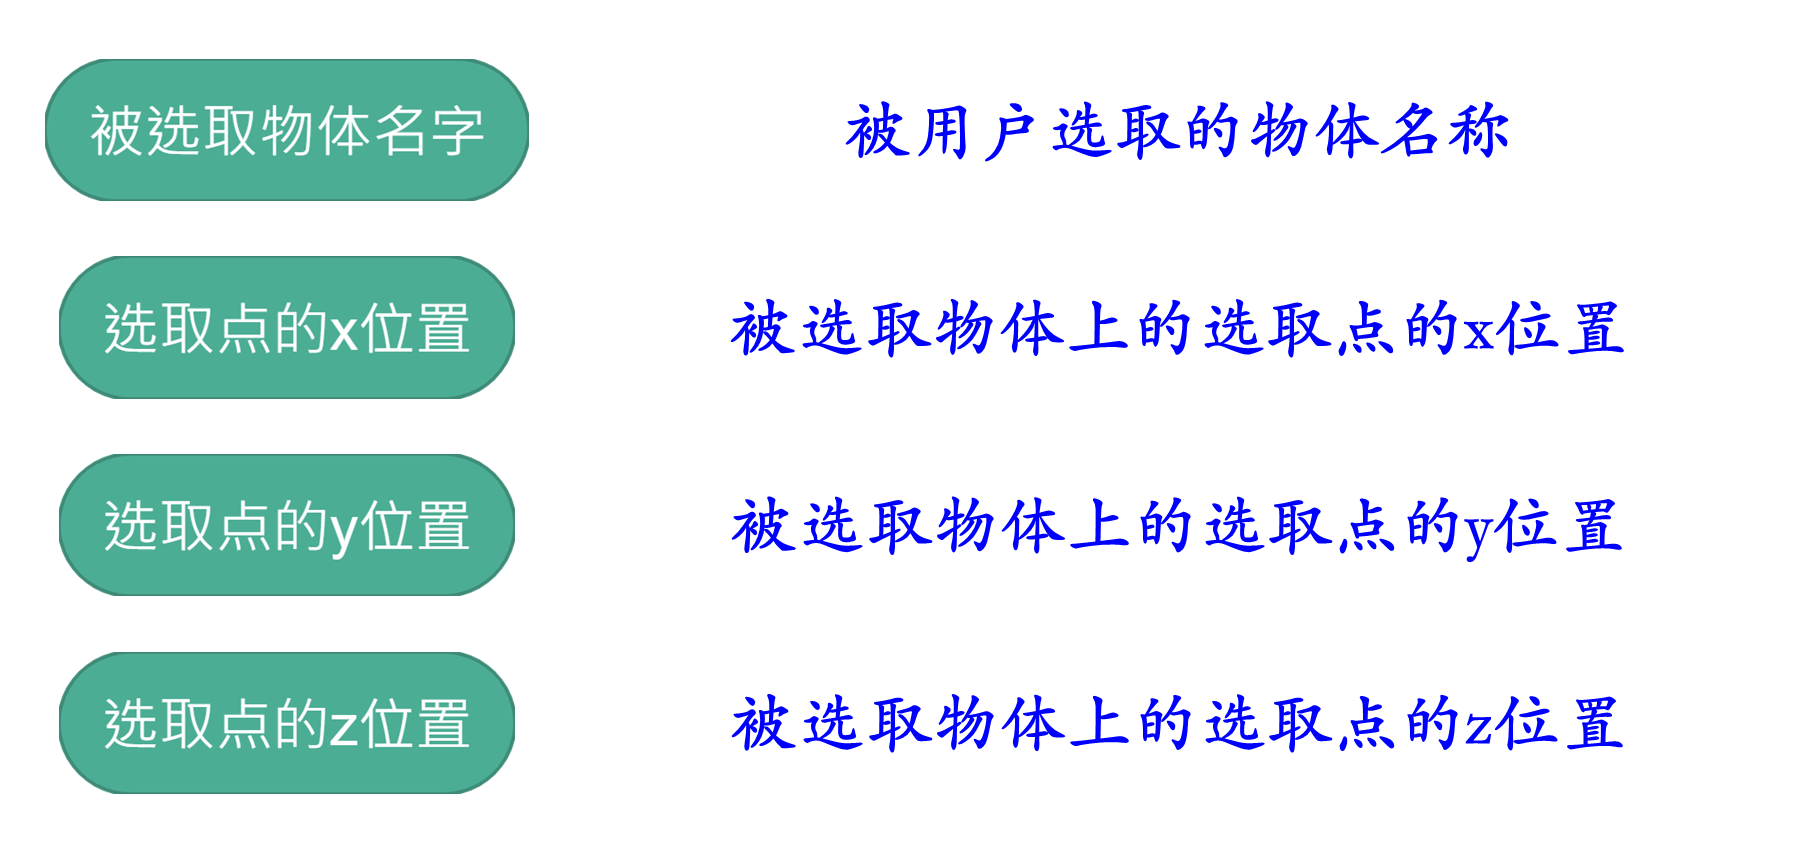 被选取物体名字
被用户选取的物体名称
选取点的x位置
被选取物体上的选取点的x位置
选取点的y位置
被选取物体上的选取点的y位置
选取点的z位置
被选取物体上的选取点的z位置